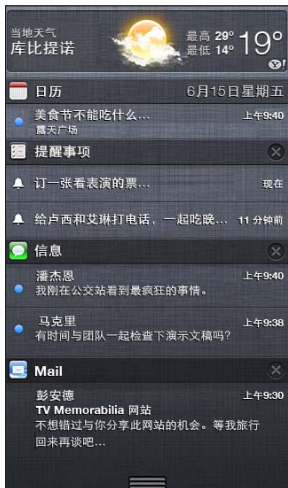 当地天气
库比提诺
最高 29°
最低 14°
19°
Y!
日历 6月15日星期五
美食节不能吃什么... 上午9:40
露天广场
提醒事项
订一张看表演的票... 现在
给卢西和艾琳打电话，一起吃晚... 11 分钟前
信息
潘杰恩 上午9:40
我刚在公交站看到最疯狂的事情。
马克里 上午9:38
有时间与团队一起检查下演示文稿吗?
Mail
彭安德 上午9:30
TV Memorabilia 网站
不想错过与你分享此网站的机会。等我旅行
回来再谈吧...